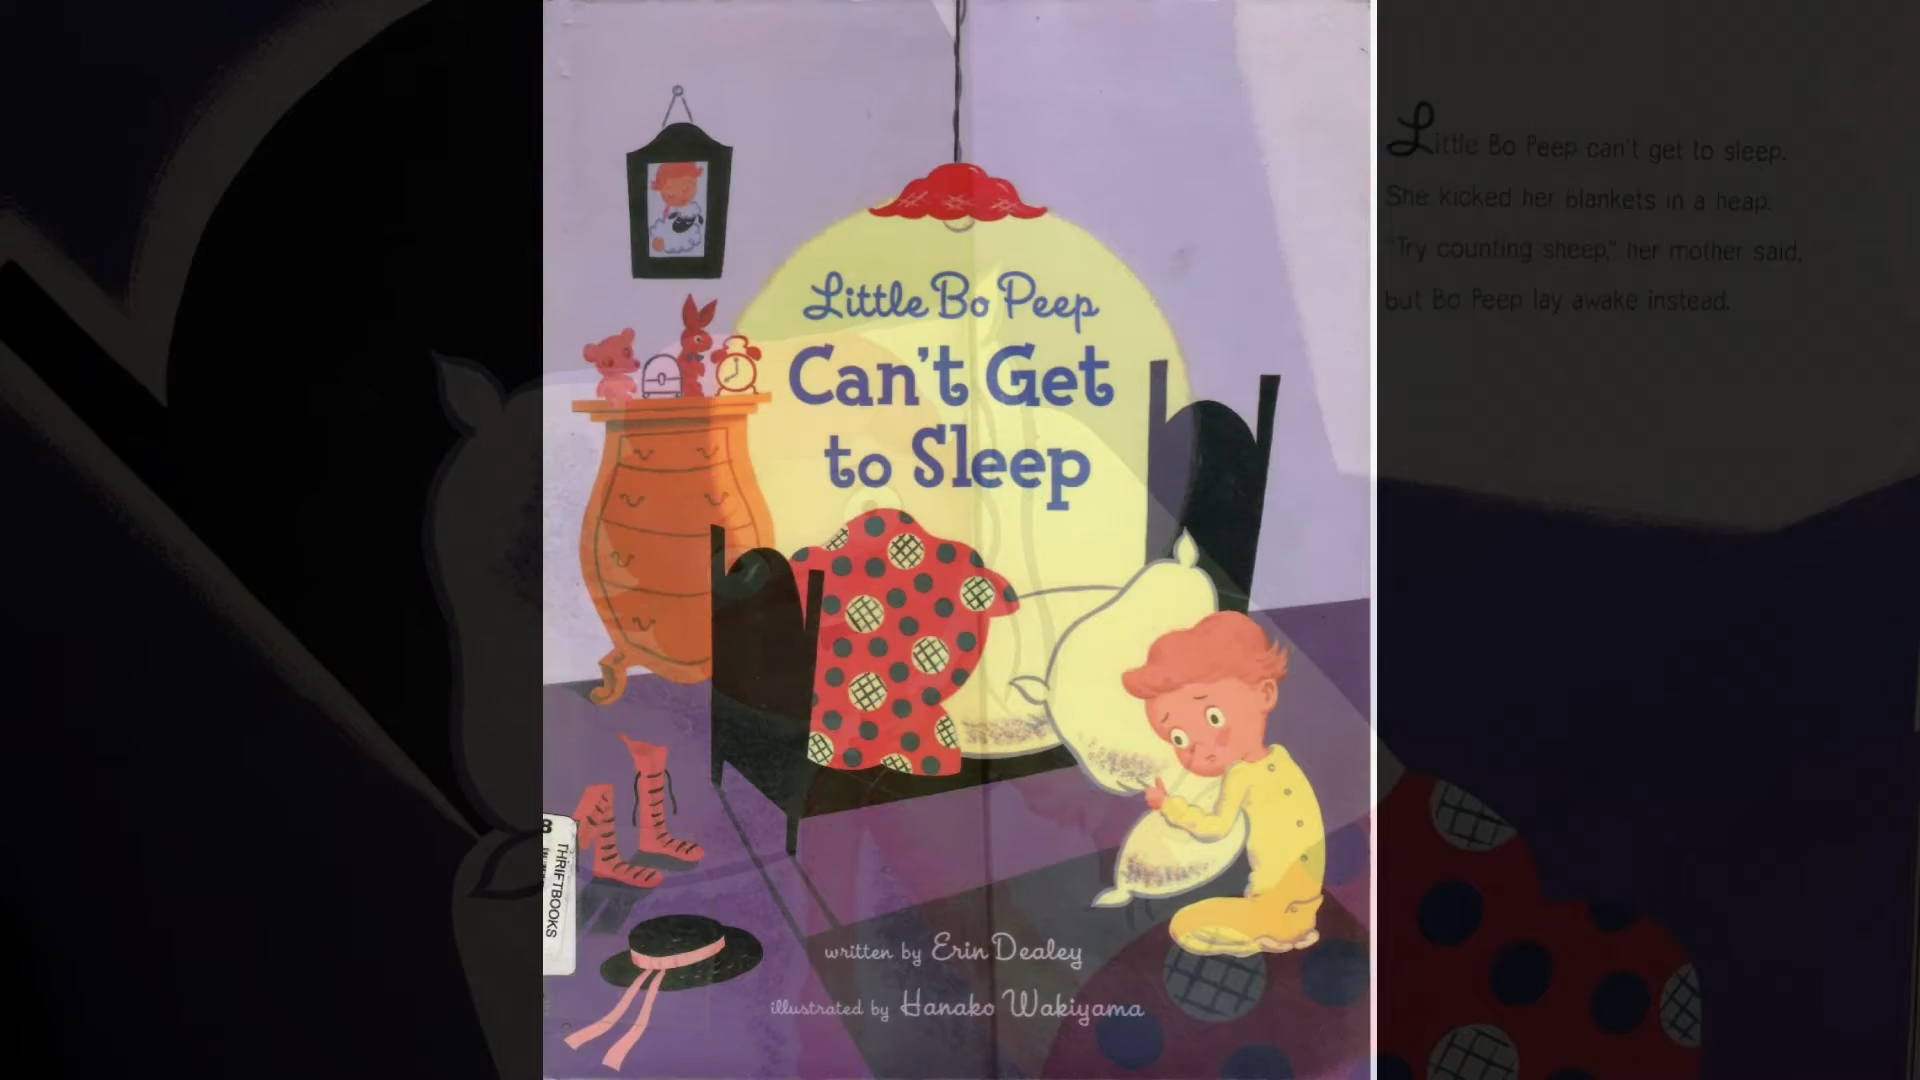 Little Bo Peep
Can't Get
to Sleep
written by Erin Dealey
illustrated by Hanako Wakiyama
THRIFTBOOKS
Little Bo Peep can't get to sleep.
She kicked her blankets in a heap.
"Try counting sheep," her mother said,
but Bo Peep lay awake instead.